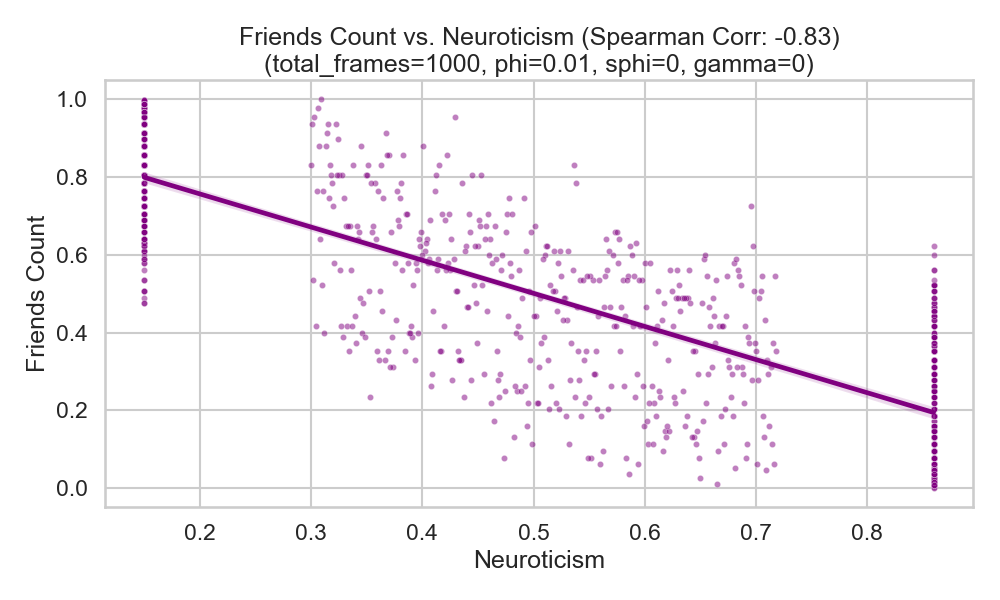 Friends Count vs. Neuroticism (Spearman Corr: -0.83)
(total_frames=1000, phi=0.01, sphi=0, gamma=0)
Friends Count
1.0
0.8
0.6
0.4
0.2
0.0
0.2 0.3 0.4 0.5 0.6 0.7 0.8
Neuroticism